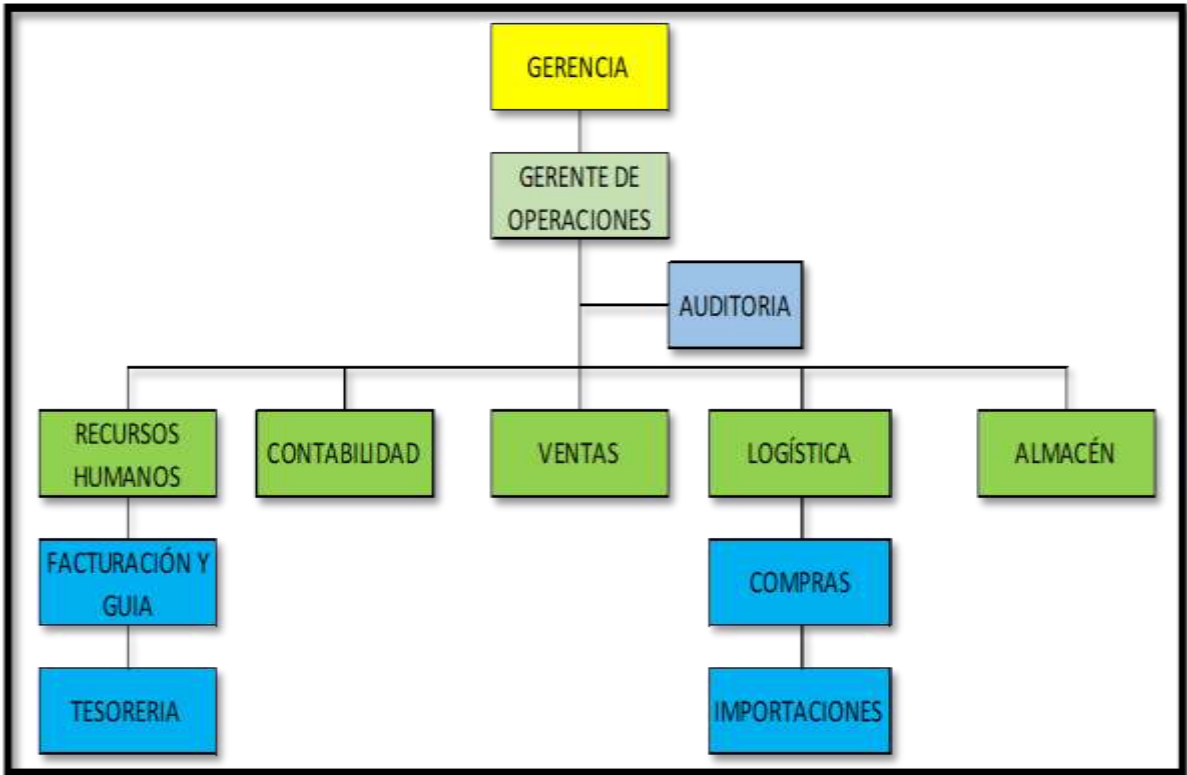 GERENCIA
GERENTE DE
OPERACIONES
AUDITORIA
RECURSOS
HUMANOS
CONTABILIDAD
VENTAS
LOGÍSTICA
ALMACÉN
FACTURACIÓN Y
GUIA
COMPRAS
TESORERIA
IMPORTACIONES